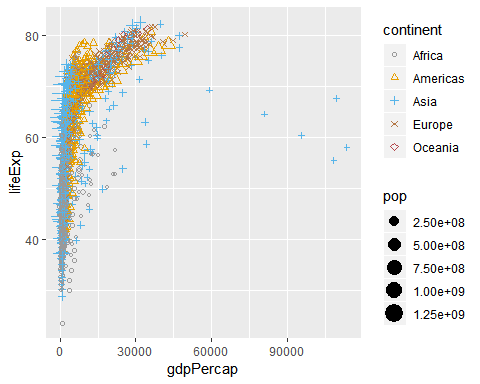 80
60
40
lifeExp
0
30000
60000
90000
gdpPercap
continent
Africa
Americas
Asia
Europe
Oceania
pop
2.50e+08
5.00e+08
7.50e+08
1.00e+09
1.25e+09